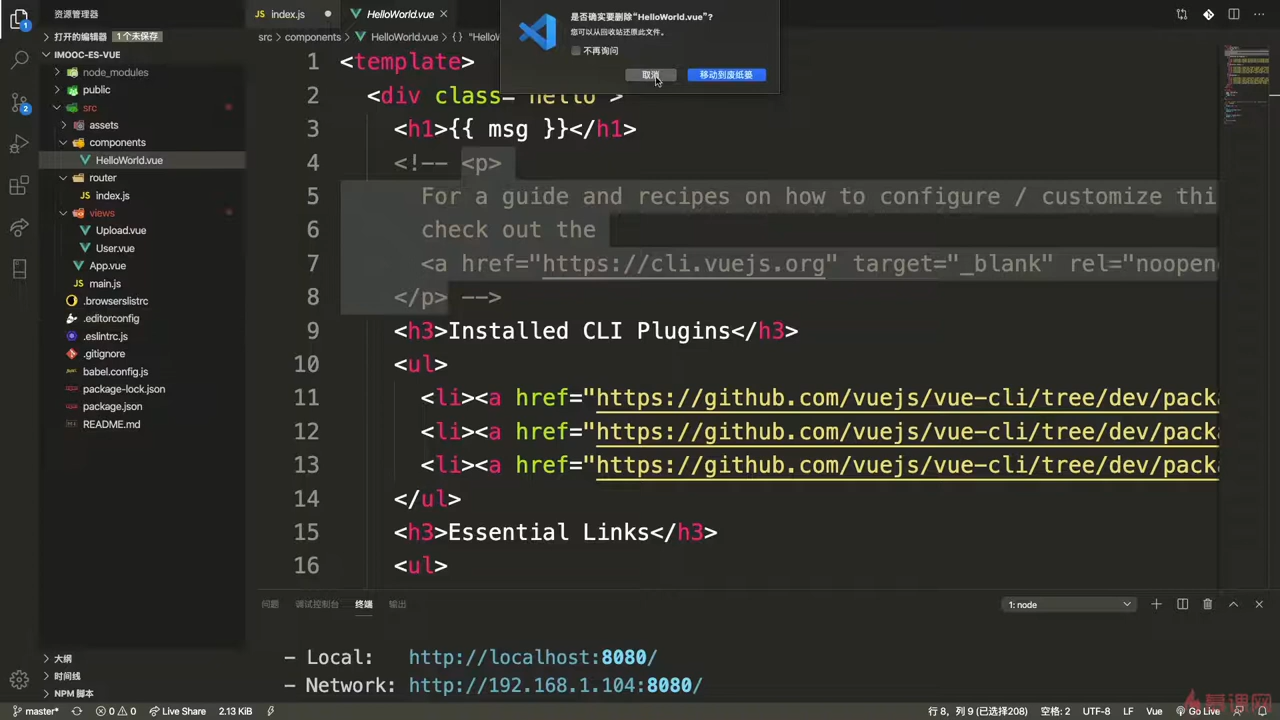 资源管理器
打开的编辑器 1个未保存
IMOOC-ES-VUE
node_modules
public
src
assets
components
HelloWorld.vue
router
index.js
views
Upload.vue
User.vue
App.vue
main.js
.browserslistrc
.editorconfig
.eslintrc.js
.gitignore
babel.config.js
package-lock.json
package.json
README.md
大纲
时间线
NPM 脚本
index.js
HelloWorld.vue
src components HelloWorld.vue {} "HelloW
是否确实要删除“HelloWorld.vue”?
您可以从回收站还原此文件。
不再询问
取消 移动到废纸篓
1 <template>
2 <div class="hello">
3 <h1>{{ msg }}</h1>
4 <!-- <p>
5 For a guide and recipes on how to configure / customize thi
6 check out the
7 <a href="https://cli.vuejs.org" target="_blank" rel="noopene
8 </p> -->
9 <h3>Installed CLI Plugins</h3>
10 <ul>
11 <li><a href="https://github.com/vuejs/vue-cli/tree/dev/packa
12 <li><a href="https://github.com/vuejs/vue-cli/tree/dev/packa
13 <li><a href="https://github.com/vuejs/vue-cli/tree/dev/packa
14 </ul>
15 <h3>Essential Links</h3>
16 <ul>
问题 调试控制台 终端 输出 1: node
- Local: http://localhost:8080/
- Network: http://192.168.1.104:8080/
慕课网
master* 0 0 Live Share 2.13 KiB 行 8, 列 9 (已选择208) 空格: 2 UTF-8 LF Vue Go Live